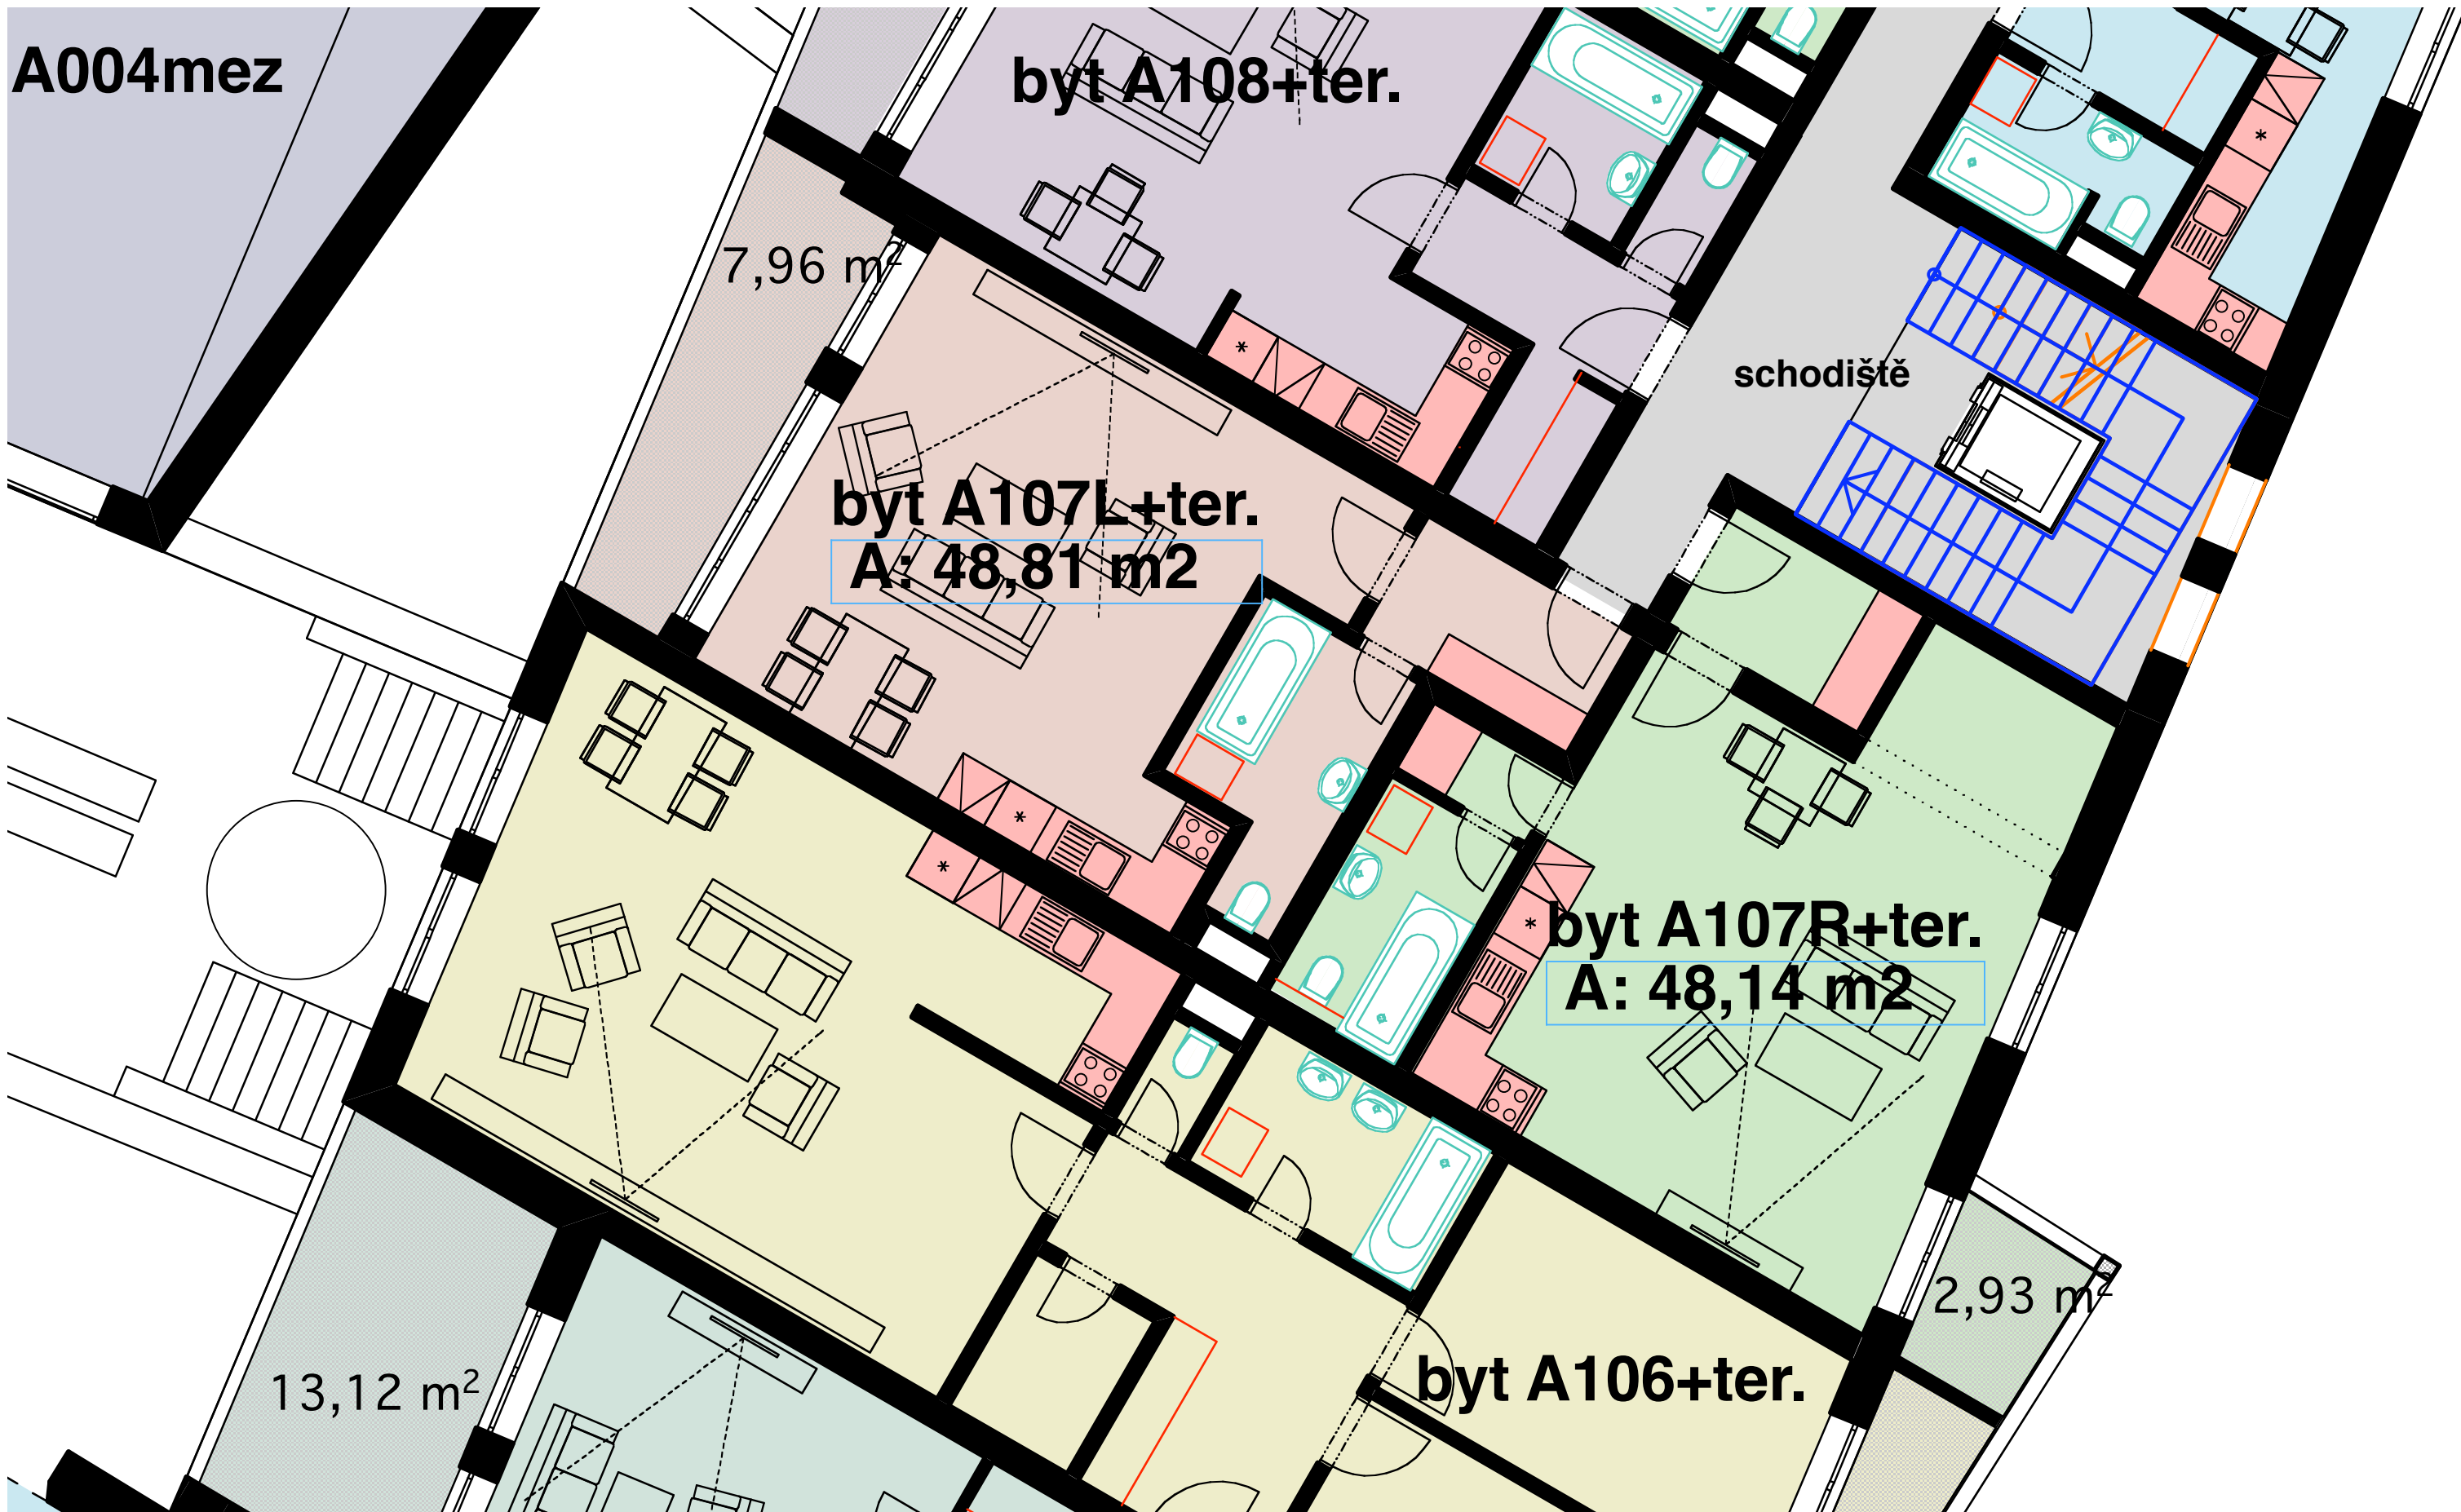 A004mez
byt A108+ter.
7,96 m²
schodiště
byt A107L+ter.
A: 48,81 m2
byt A107R+ter.
A: 48,14 m2
2,93 m²
byt A106+ter.
13,12 m²